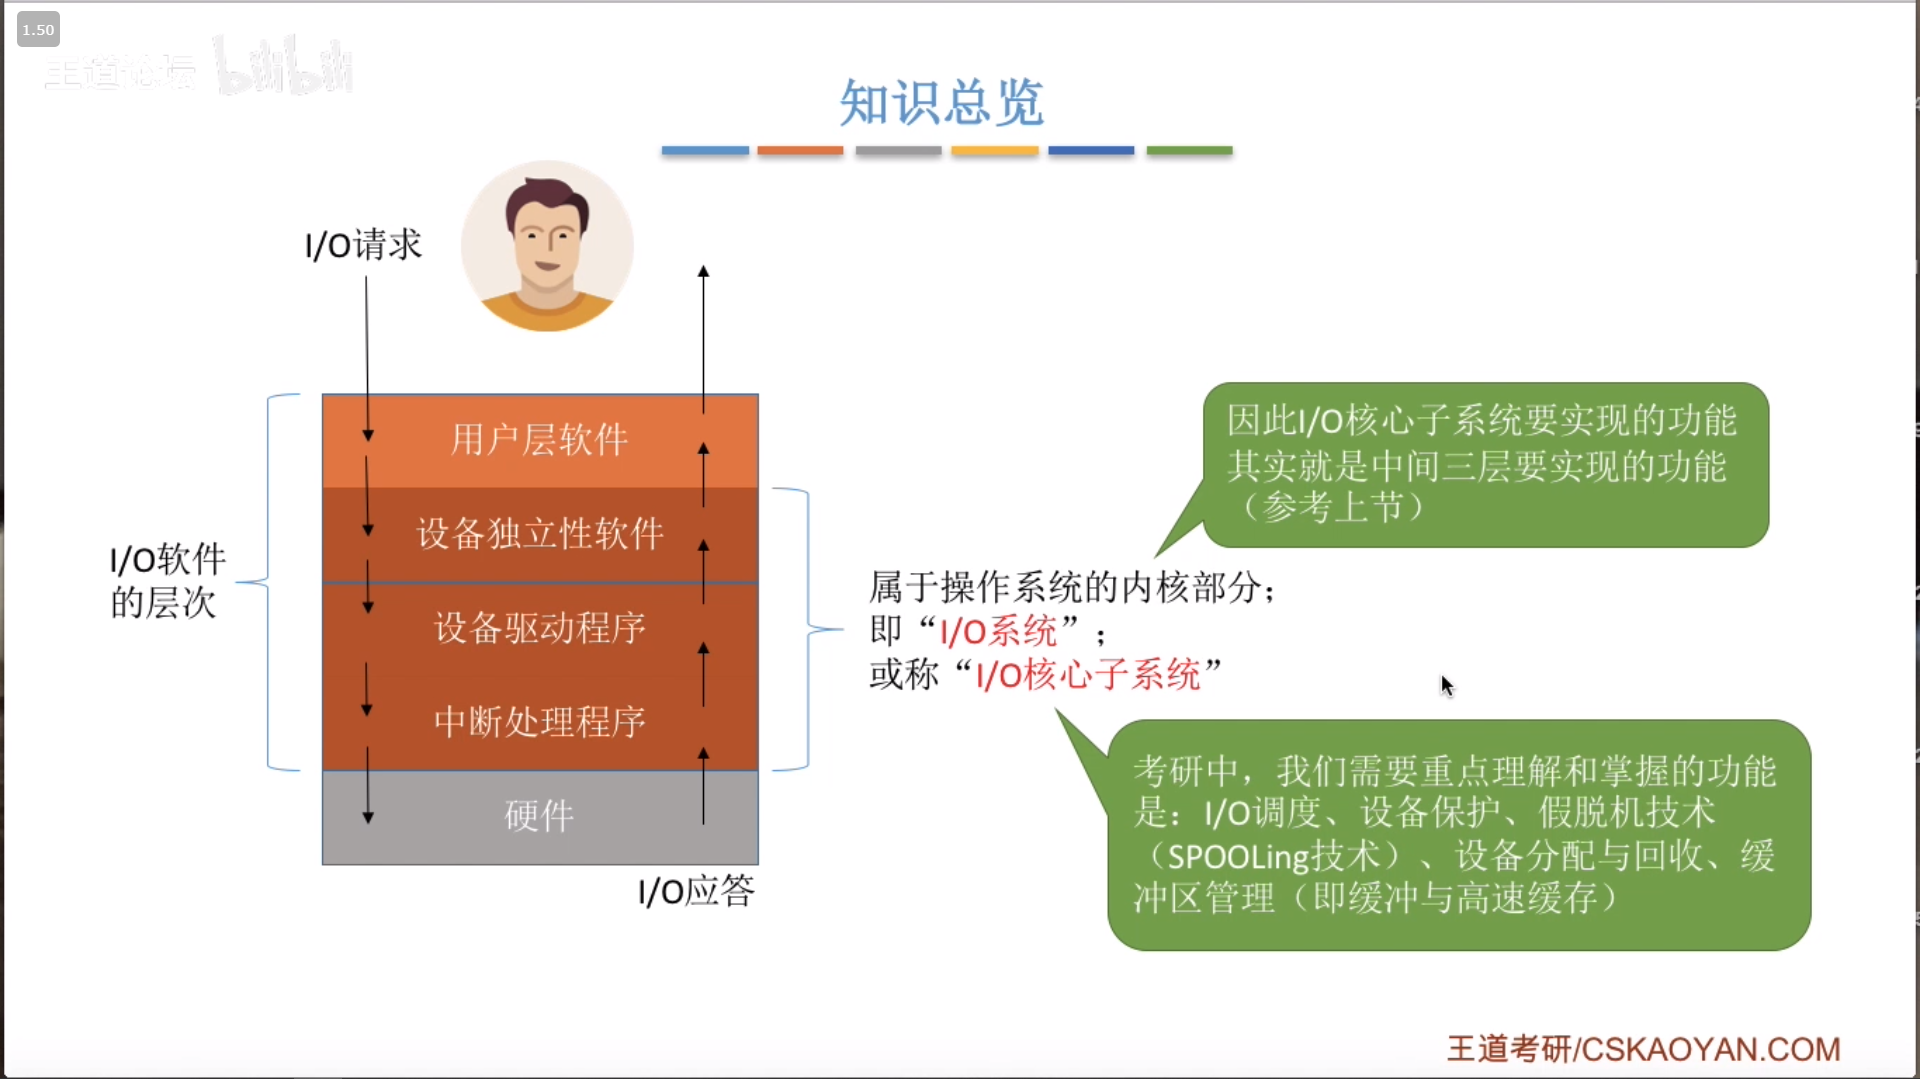 1.50
王道论坛 bilibili
知识总览
I/O请求
用户层软件
设备独立性软件
设备驱动程序
中断处理程序
硬件
I/O应答
I/O软件
的层次
因此I/O核心子系统要实现的功能
其实就是中间三层要实现的功能
（参考上节）
属于操作系统的内核部分；
即“I/O系统”；
或称“I/O核心子系统”
考研中，我们需要重点理解和掌握的功能
是：I/O调度、设备保护、假脱机技术
（SPOOLing技术）、设备分配与回收、缓
冲区管理（即缓冲与高速缓存）
王道考研/CSKAOYAN.COM